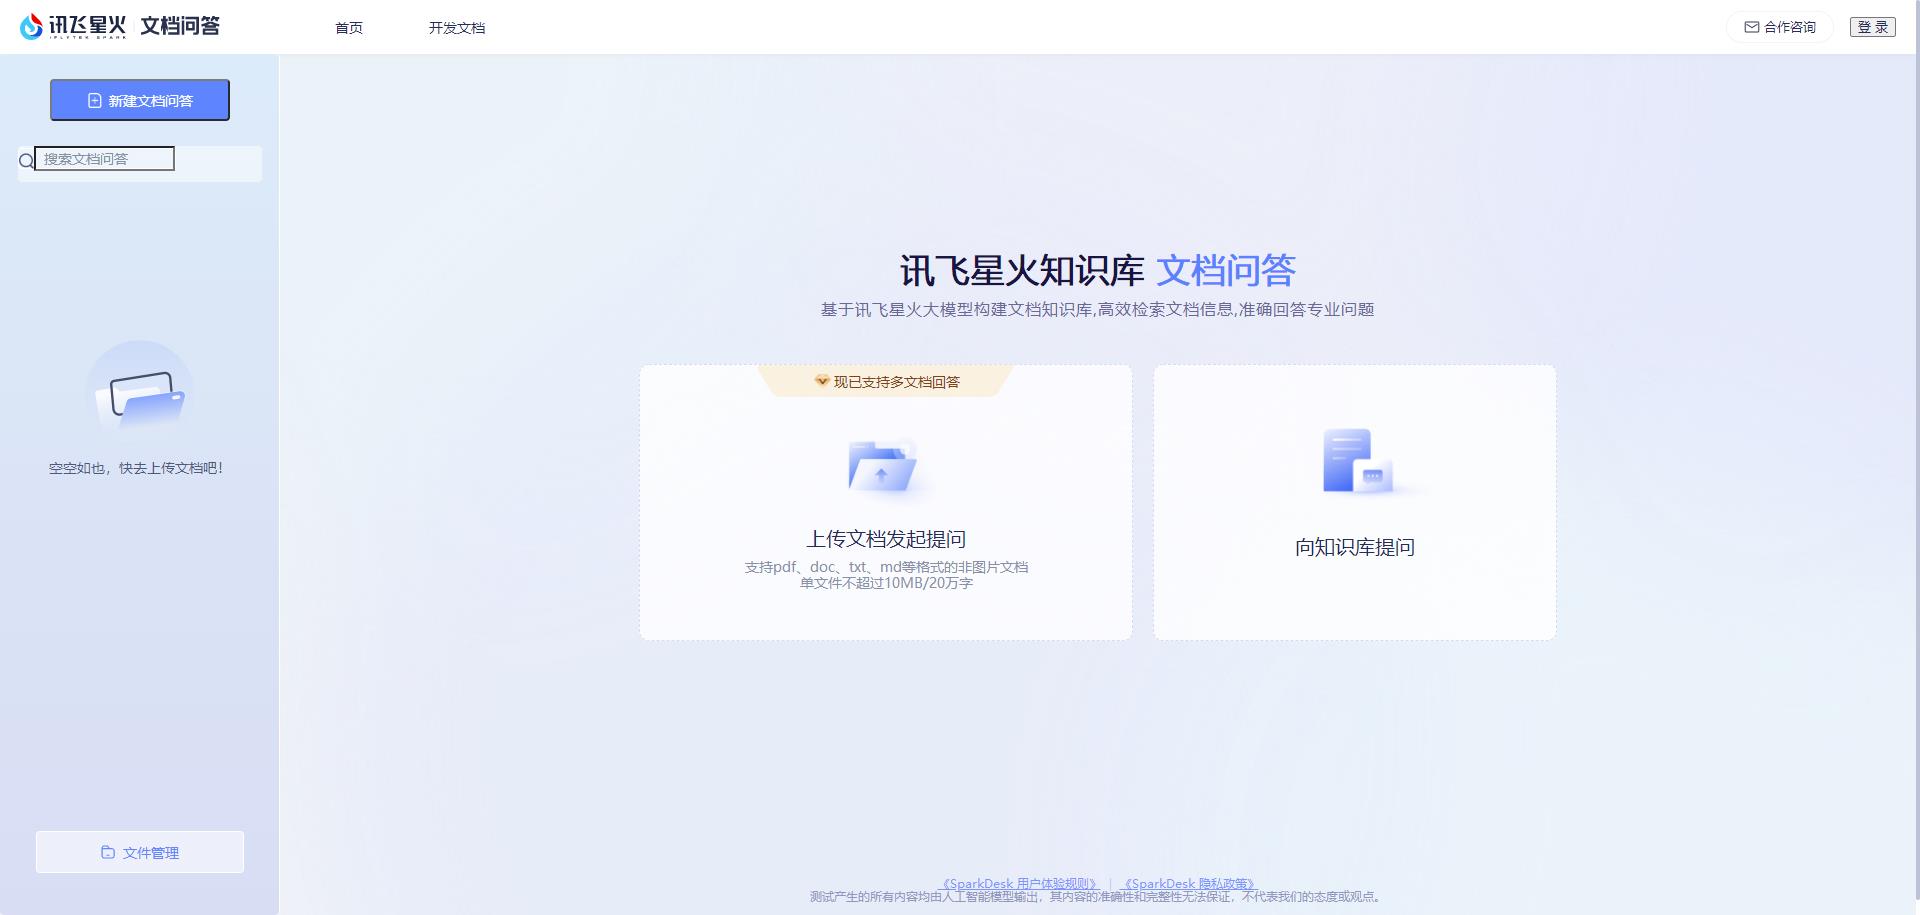 讯飞星火 文档问答
IFLYTEK SPARK
首页
开发文档
合作咨询
登 录
新建文档问答
搜索文档问答
空空如也，快去上传文档吧！
文件管理
讯飞星火知识库 文档问答
基于讯飞星火大模型构建文档知识库,高效检索文档信息,准确回答专业问题
现已支持多文档回答
上传文档发起提问
支持pdf、doc、txt、md等格式的非图片文档
单文件不超过10MB/20万字
向知识库提问
《SparkDesk 用户体验规则》 | 《SparkDesk 隐私政策》
测试产生的所有内容均由人工智能模型输出，其内容的准确性和完整性无法保证，不代表我们的态度或观点。